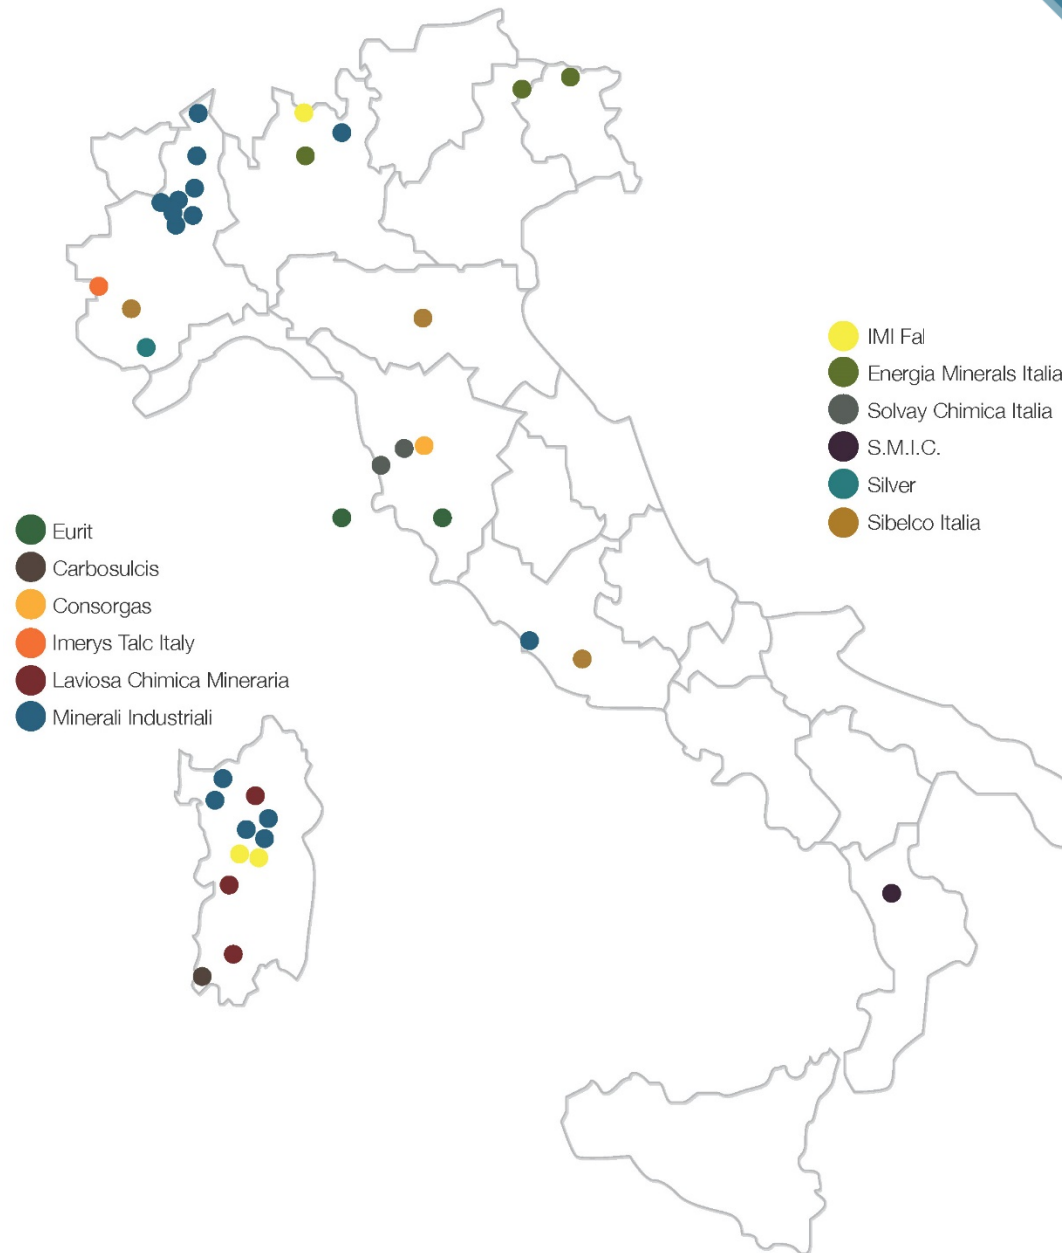 IMI Fal
Energia Minerals Italia
Solvay Chimica Italia
S.M.I.C.
Silver
Sibelco Italia
Eurit
Carbosulcis
Consorgas
Imerys Talc Italy
Laviosa Chimica Mineraria
Minerali Industriali